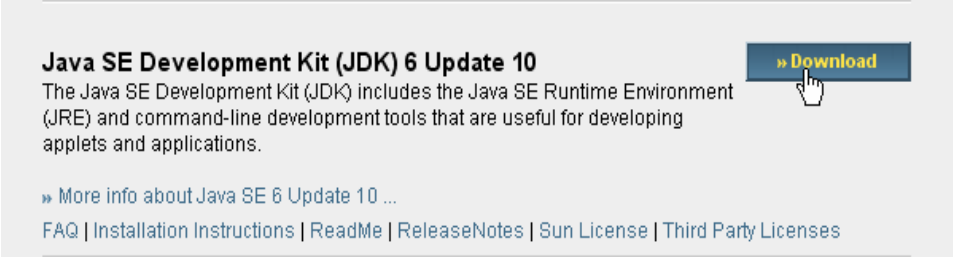 Java SE Development Kit (JDK) 6 Update 10
» Download
The Java SE Development Kit (JDK) includes the Java SE Runtime Environment
(JRE) and command-line development tools that are useful for developing
applets and applications.
» More info about Java SE 6 Update 10 ...
FAQ | Installation Instructions | ReadMe | ReleaseNotes | Sun License | Third Party Licenses